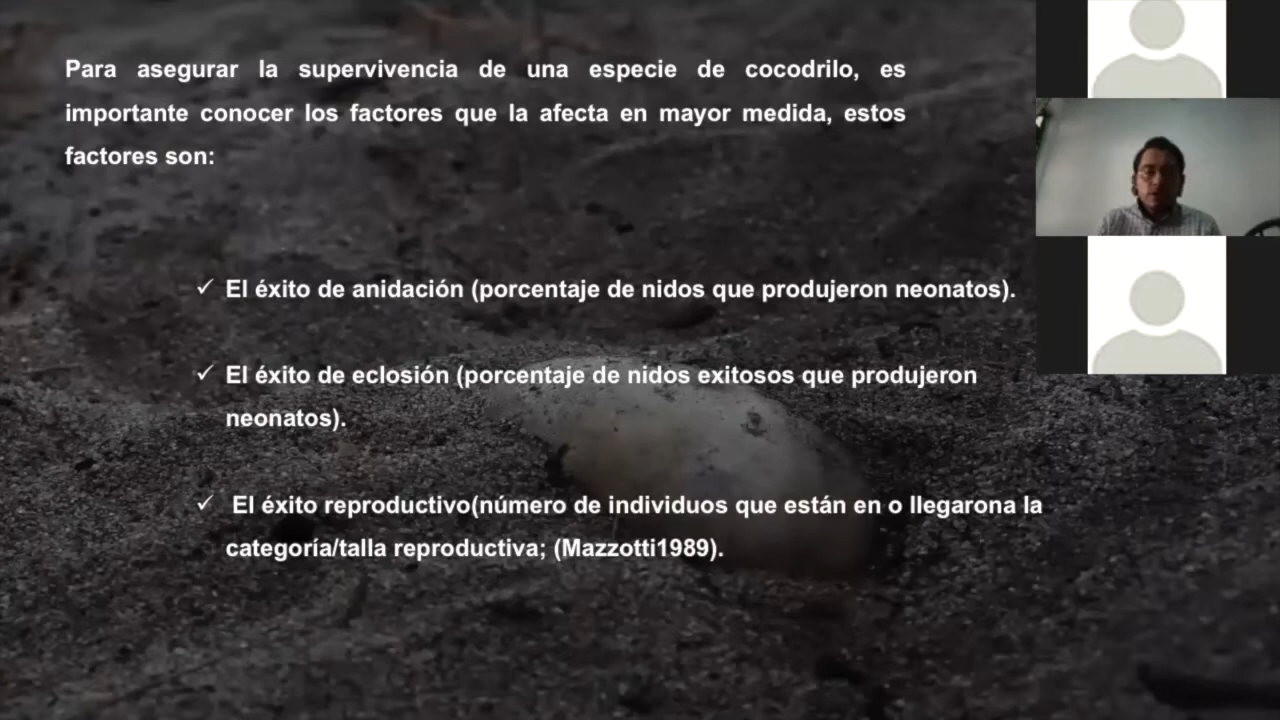 Para asegurar la supervivencia de una especie de cocodrilo, es
importante conocer los factores que la afecta en mayor medida, estos
factores son:
✓ El éxito de anidación (porcentaje de nidos que produjeron neonatos).
✓ El éxito de eclosión (porcentaje de nidos exitosos que produjeron
neonatos).
✓ El éxito reproductivo(número de individuos que están en o llegarona la
categoría/talla reproductiva; (Mazzotti1989).